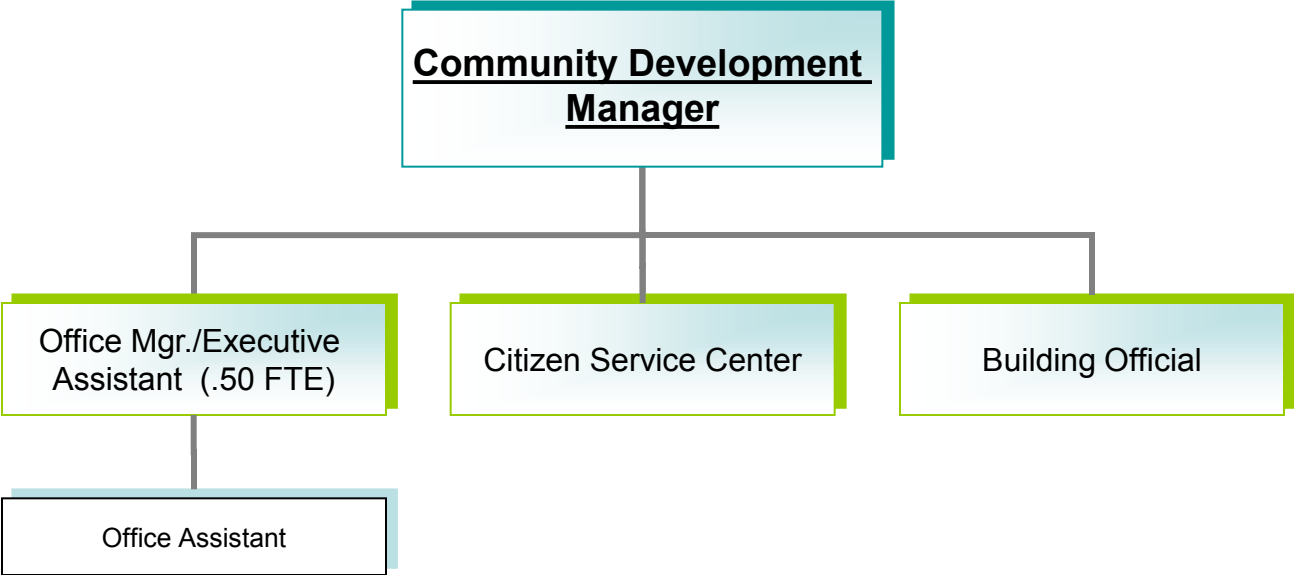 Community Development
Manager
Office Mgr./Executive
Assistant (.50 FTE)
Citizen Service Center
Building Official
Office Assistant